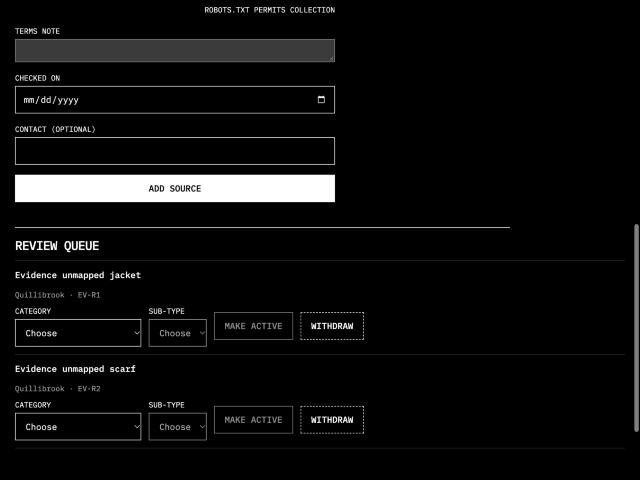 ROBOTS.TXT PERMITS COLLECTION
TERMS NOTE
CHECKED ON
mm/dd/yyyy
CONTACT (OPTIONAL)
ADD SOURCE
REVIEW QUEUE
Evidence unmapped jacket
Quillibrook · EV-R1
CATEGORY SUB-TYPE
Choose Choose MAKE ACTIVE WITHDRAW
Evidence unmapped scarf
Quillibrook · EV-R2
CATEGORY SUB-TYPE
Choose Choose MAKE ACTIVE WITHDRAW